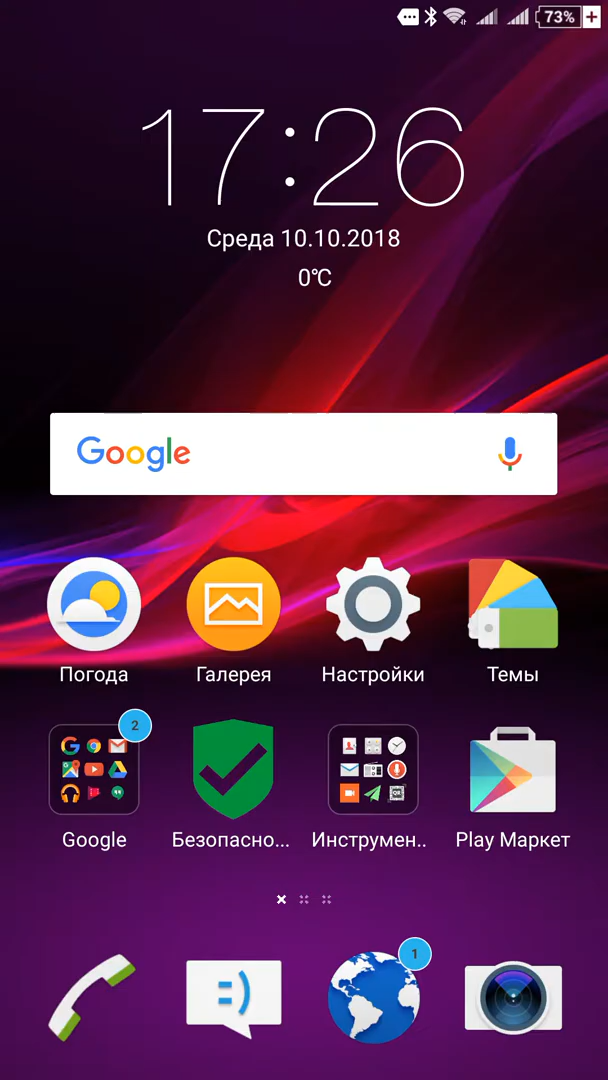 73%
17:26
Среда 10.10.2018
0℃
Google
Погода
Галерея
Настройки
Темы
2
Google
Безопасно...
Инструмен..
Play Маркет
1